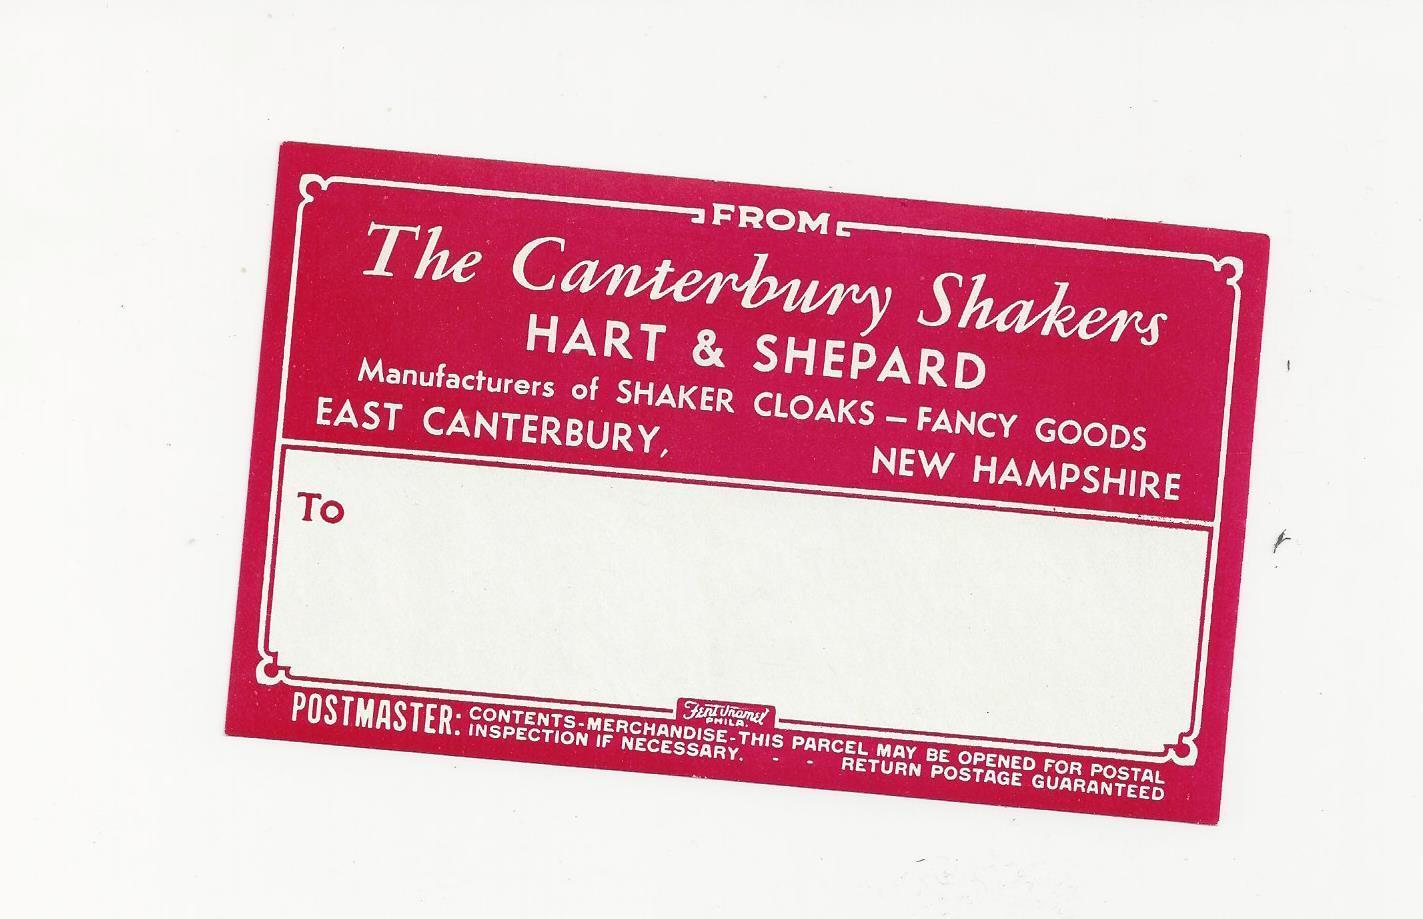 FROM
The Canterbury Shakers
HART & SHEPARD
Manufacturers of SHAKER CLOAKS — FANCY GOODS
EAST CANTERBURY, NEW HAMPSHIRE
To
PHILA.
POSTMASTER: CONTENTS-MERCHANDISE-THIS PARCEL MAY BE OPENED FOR POSTAL
INSPECTION IF NECESSARY. - - RETURN POSTAGE GUARANTEED